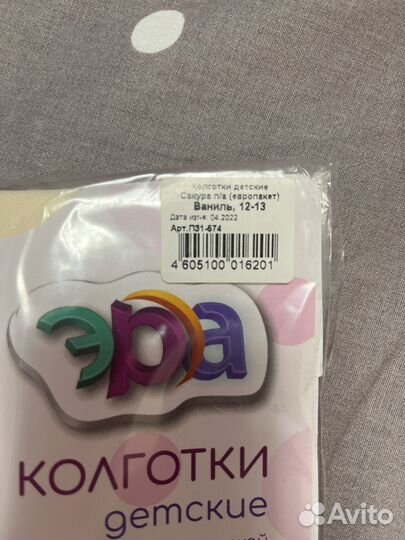 Колготки детские
Сакура п/а (европакет)
Ваниль, 12-13
Дата изг-я: 04.2022
Арт.П31-574
4 605100 016201
эра
КОЛГОТКИ
детские
Avito